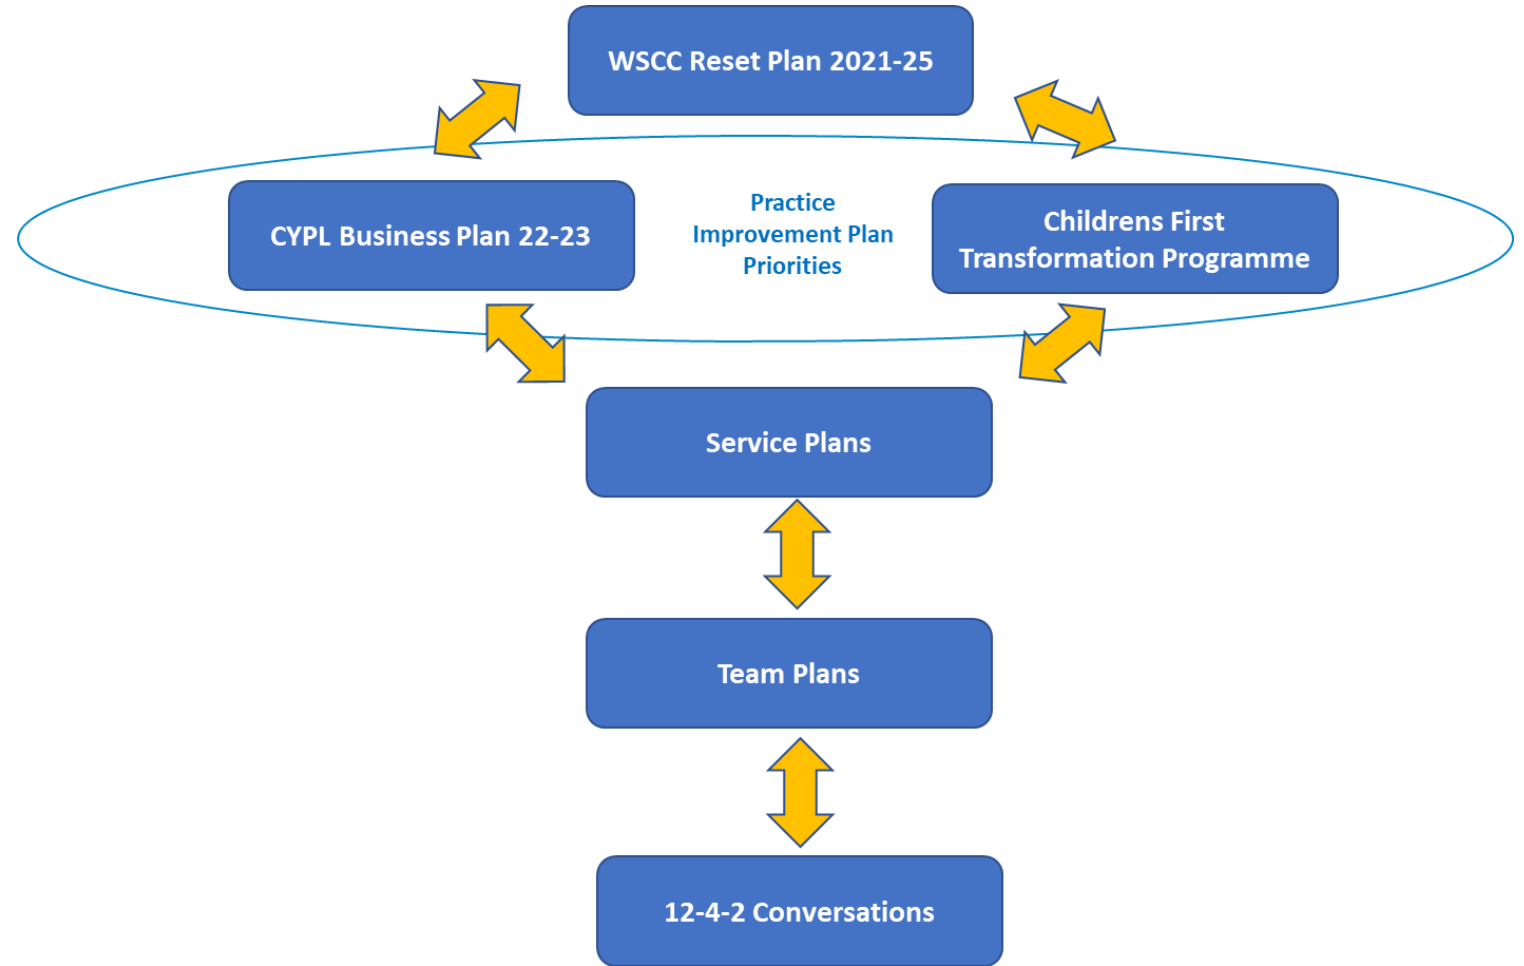 WSCC Reset Plan 2021-25
CYPL Business Plan 22-23
Practice
Improvement Plan
Priorities
Childrens First
Transformation Programme
Service Plans
Team Plans
12-4-2 Conversations